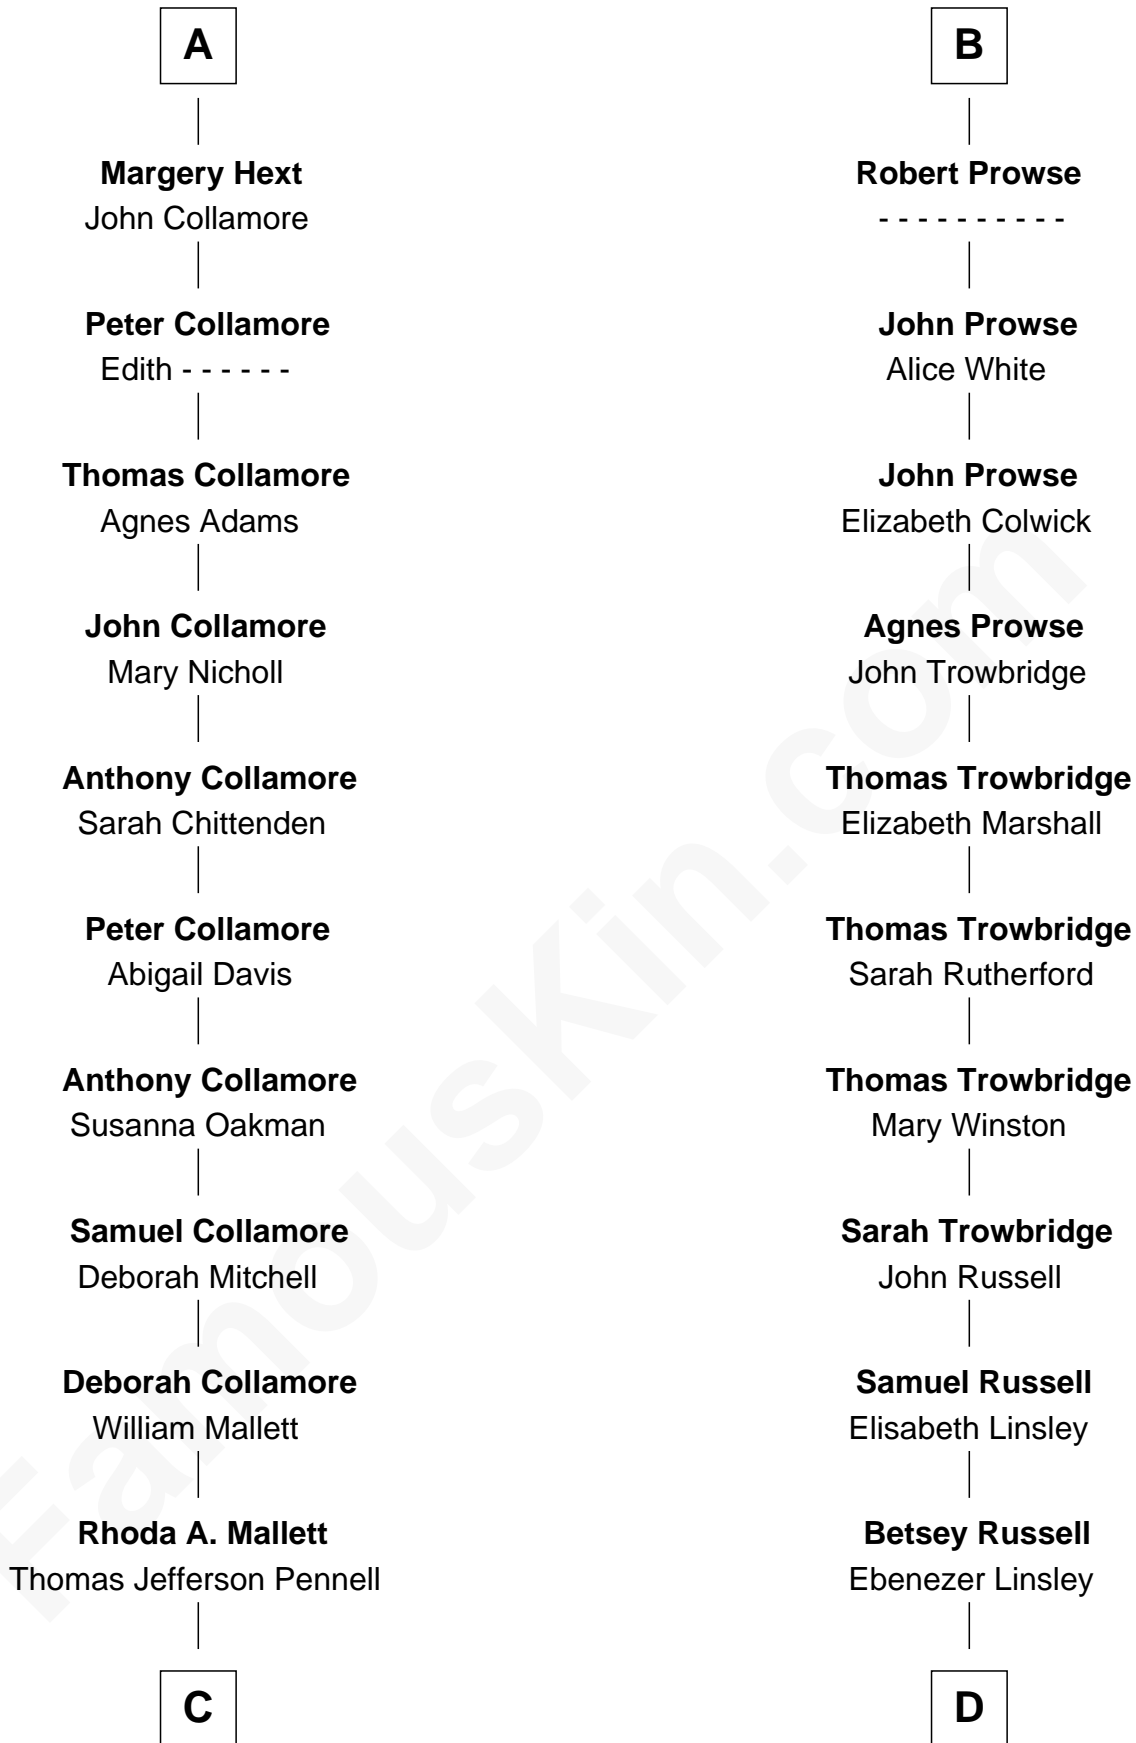 A
Margery Hext
John Collamore
Peter Collamore
Edith - - - - - -
Thomas Collamore
Agnes Adams
John Collamore
Mary Nicholl
Anthony Collamore
Sarah Chittenden
Peter Collamore
Abigail Davis
Anthony Collamore
Susanna Oakman
Samuel Collamore
Deborah Mitchell
Deborah Collamore
William Mallett
Rhoda A. Mallett
Thomas Jefferson Pennell
C
B
Robert Prowse
- - - - - - - - - -
John Prowse
Alice White
John Prowse
Elizabeth Colwick
Agnes Prowse
John Trowbridge
Thomas Trowbridge
Elizabeth Marshall
Thomas Trowbridge
Sarah Rutherford
Thomas Trowbridge
Mary Winston
Sarah Trowbridge
John Russell
Samuel Russell
Elisabeth Linsley
Betsey Russell
Ebenezer Linsley
D
FamousKin.com